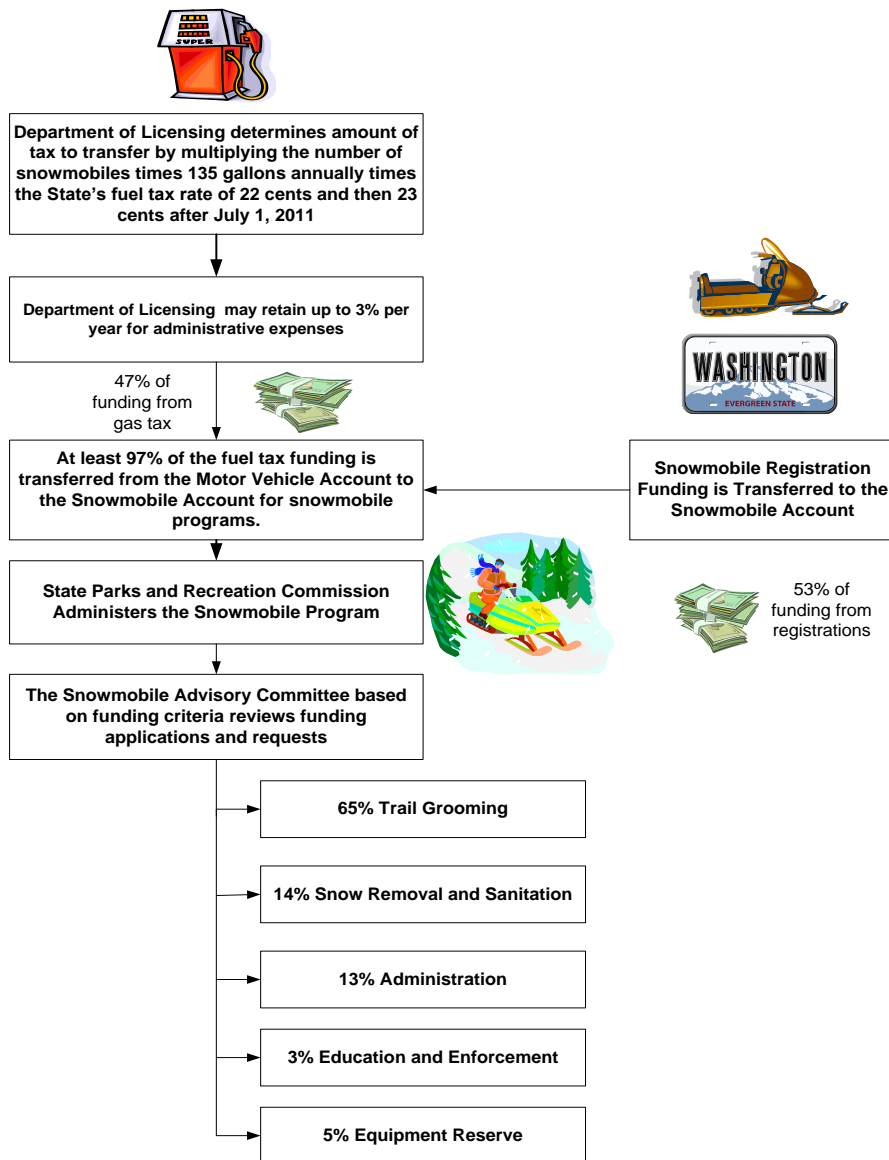 SUPER
Department of Licensing determines amount of
tax to transfer by multiplying the number of
snowmobiles times 135 gallons annually times
the State's fuel tax rate of 22 cents and then 23
cents after July 1, 2011
Department of Licensing may retain up to 3% per
year for administrative expenses
47% of
funding from
gas tax
WASHINGTON
EVERGREEN STATE
At least 97% of the fuel tax funding is
transferred from the Motor Vehicle Account to
the Snowmobile Account for snowmobile
programs.
Snowmobile Registration
Funding is Transferred to the
Snowmobile Account
State Parks and Recreation Commission
Administers the Snowmobile Program
53% of
funding from
registrations
The Snowmobile Advisory Committee based
on funding criteria reviews funding
applications and requests
65% Trail Grooming
14% Snow Removal and Sanitation
13% Administration
3% Education and Enforcement
5% Equipment Reserve